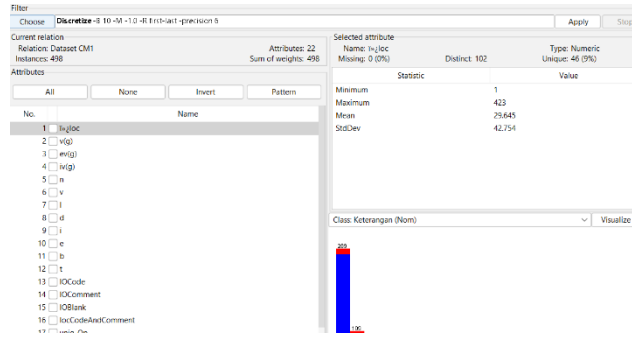 Filter
Choose Discretize -B 10 -M -1.0 -R first-last -precision 6 Apply Stop
Current relation
Relation: Dataset CM1 Attributes: 22
Instances: 498 Sum of weights: 498
Attributes
All None Invert Pattern
No. Name
1 ï»¿loc
2 v(g)
3 ev(g)
4 iv(g)
5 n
6 v
7 l
8 d
9 i
10 e
11 b
12 t
13 lOCode
14 lOComment
15 lOBlank
16 locCodeAndComment
17 uniq_Op
Selected attribute
Name: ï»¿loc Type: Numeric
Missing: 0 (0%) Distinct: 102 Unique: 46 (9%)
Statistic Value
Minimum 1
Maximum 423
Mean 29.645
StdDev 42.754
Class: Keterangan (Nom) Visualize
109